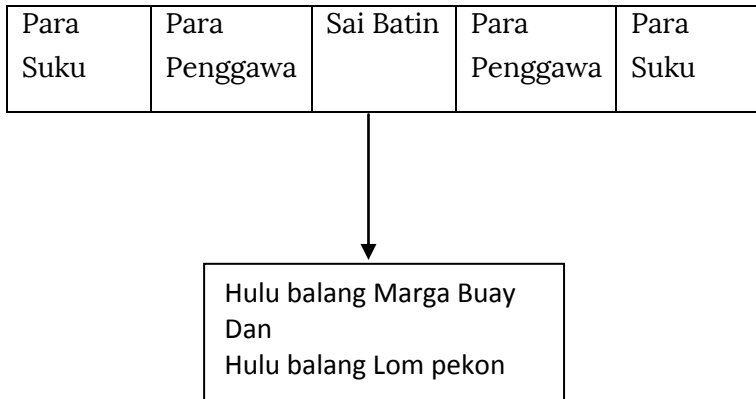 Para Suku
Para Penggawa
Sai Batin
Para Penggawa
Para Suku
Hulu balang Marga Buay
Dan
Hulu balang Lom pekon